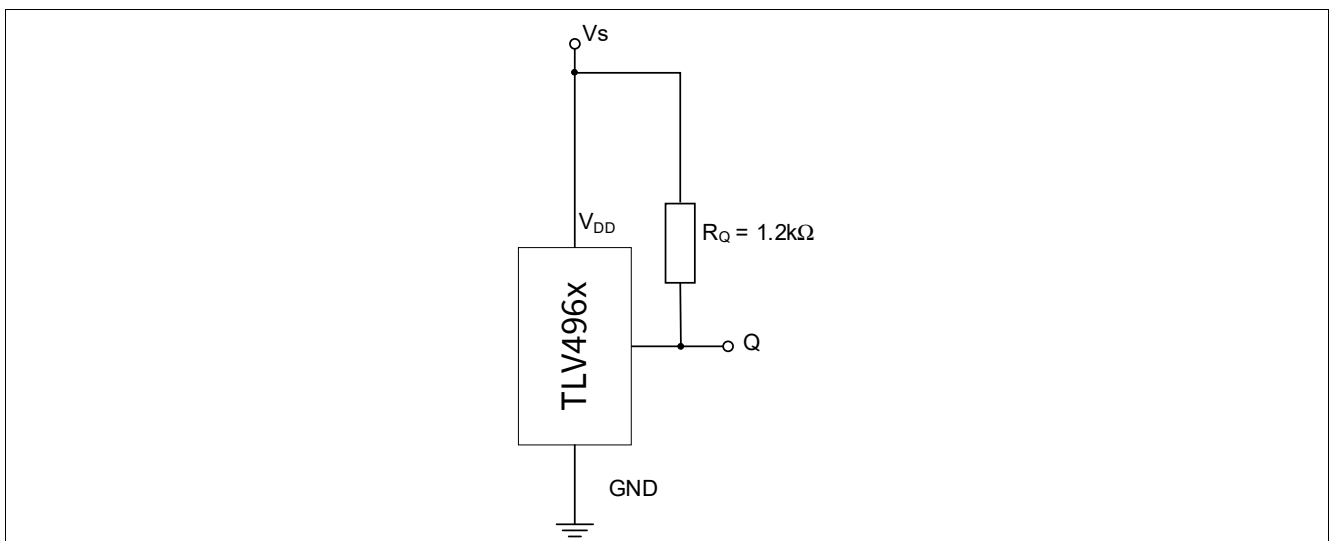 Vs
VDD
RQ = 1.2kΩ
TLV496x
Q
GND